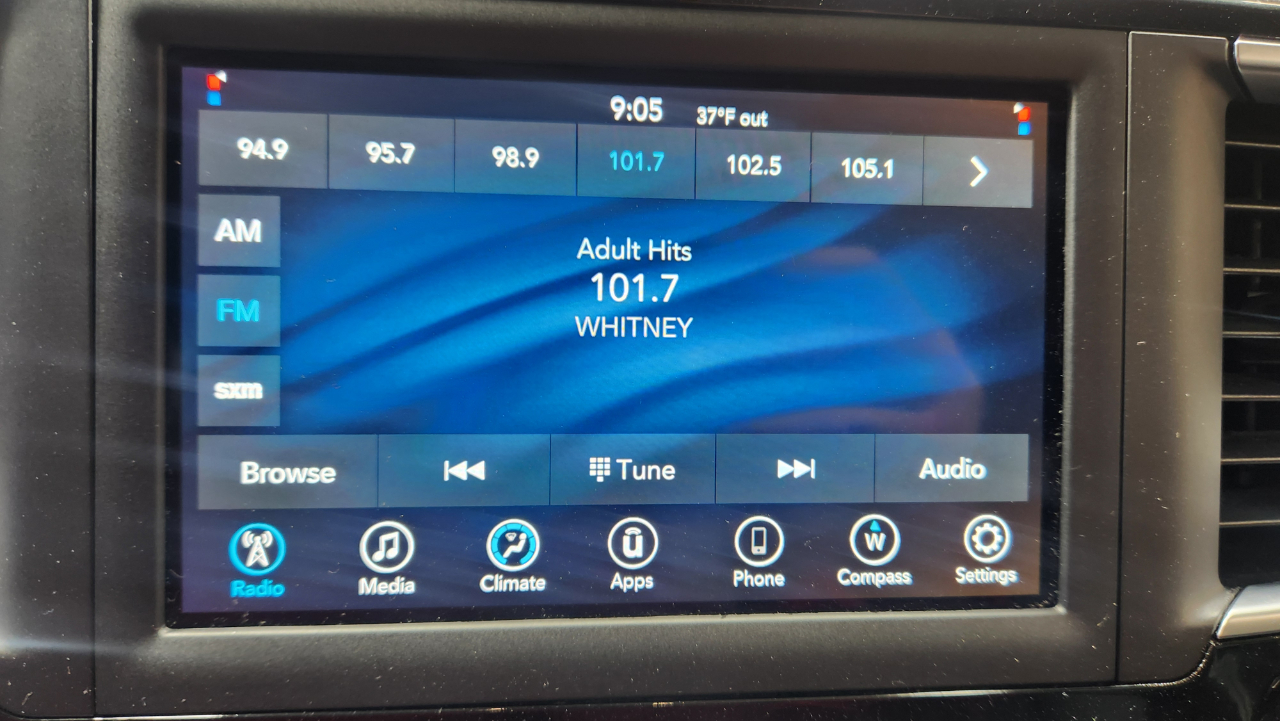 9:05 37°F out
94.9 95.7 98.9 101.7 102.5 105.1
AM
FM
sxm
Adult Hits
101.7
WHITNEY
Browse Tune Audio
Radio Media Climate Apps Phone Compass Settings
u W